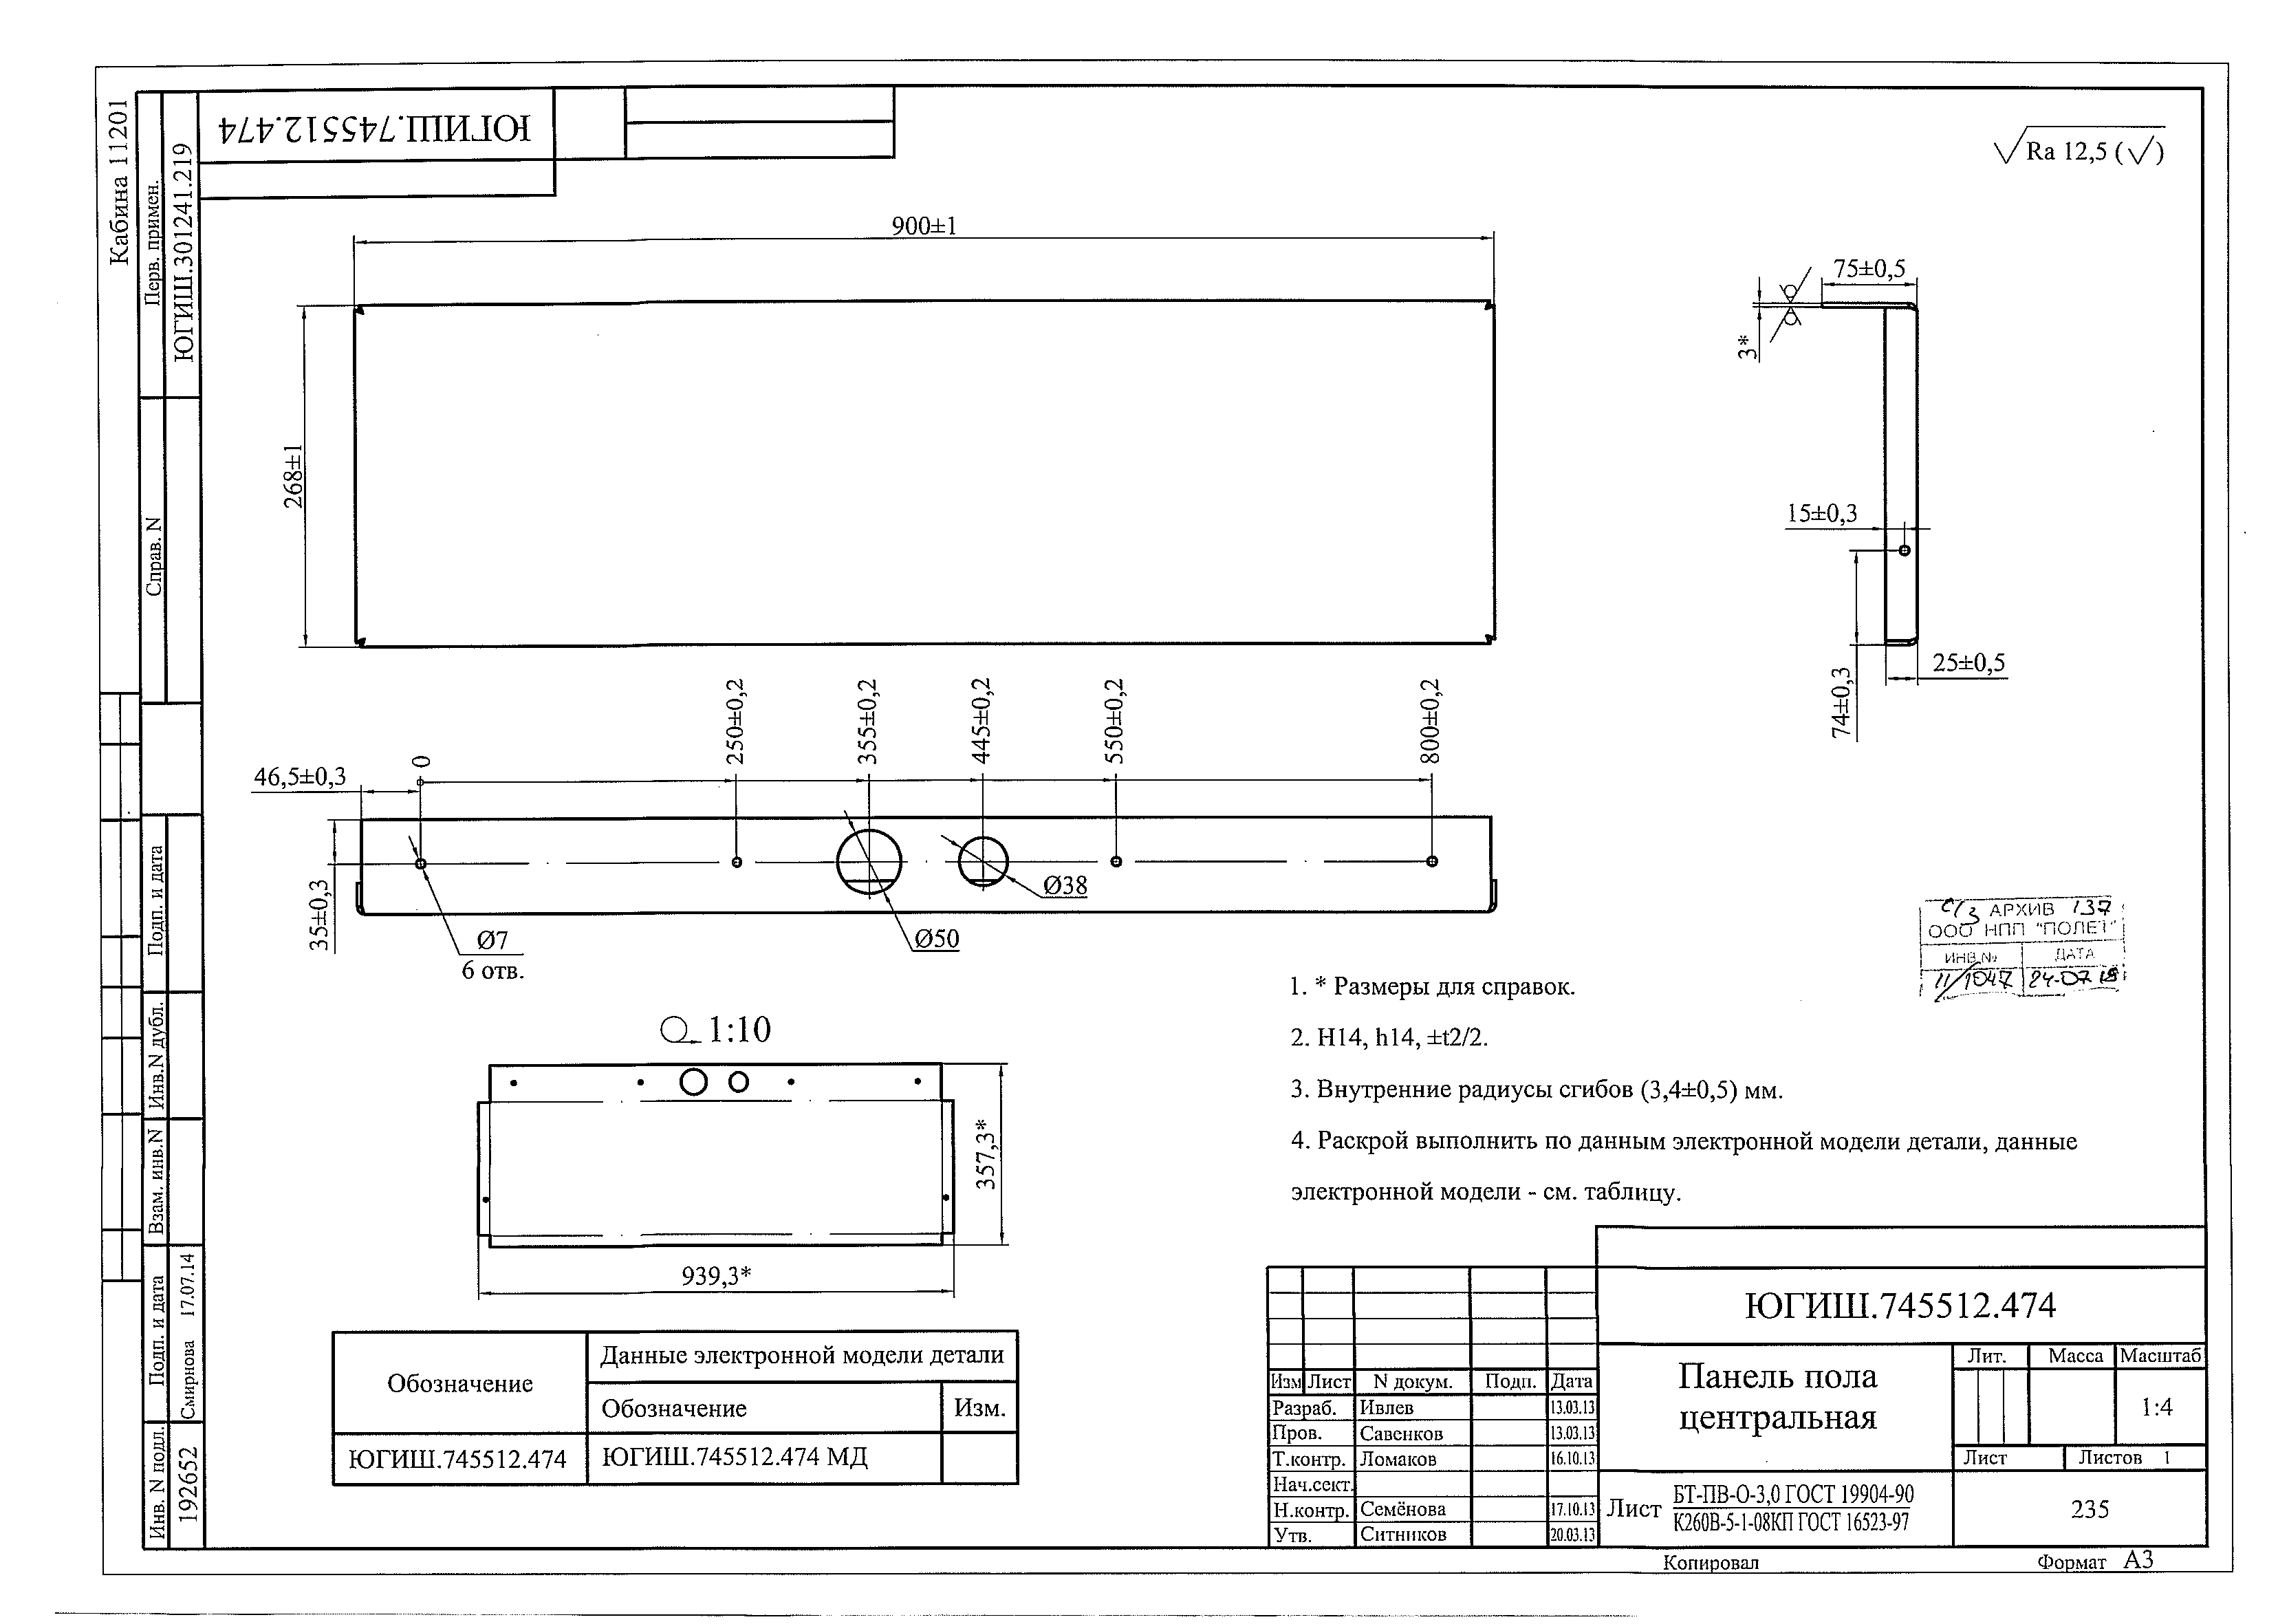 Кабина 11201
Перв. примен.
ЮГИШ.301241.219
Справ. N
Подп. и дата
Инв.N дубл.
Взам. инв.N
Подп. и дата
Смирнова 17.07.14
Инв. N подл.
192652
ЮГИШ.745512.474
√Ra 12,5 (√)
900±1
268±1
75±0,5
3*
15±0,3
74±0,3
25±0,5
46,5±0,3
0
250±0,2
355±0,2
445±0,2
550±0,2
800±0,2
35±0,3
Ø7
6 отв.
Ø50
Ø38
С/з АРХИВ 137
ООО НПП "ПОЛЕТ"
ИНВ.№ ДАТА
11/1047 24-07-18
1. * Размеры для справок.
2. H14, h14, ±t2/2.
3. Внутренние радиусы сгибов (3,4±0,5) мм.
4. Раскрой выполнить по данным электронной модели детали, данные
электронной модели - см. таблицу.
1:10
357,3*
939,3*
Обозначение
Данные электронной модели детали
Обозначение Изм.
ЮГИШ.745512.474 ЮГИШ.745512.474 МД
ЮГИШ.745512.474
Панель пола
центральная
Лит. Масса Масштаб
1:4
Лист Листов 1
Изм Лист N докум. Подп. Дата
Разраб. Ивлев 13.03.13
Пров. Савенков 13.03.13
Т.контр. Ломаков 16.10.13
Нач.сект.
Н.контр. Семёнова 17.10.13
Утв. Ситников 20.03.13
Лист БТ-ПВ-О-3,0 ГОСТ 19904-90
К260В-5-1-08КП ГОСТ 16523-97
235
Копировал
Формат А3